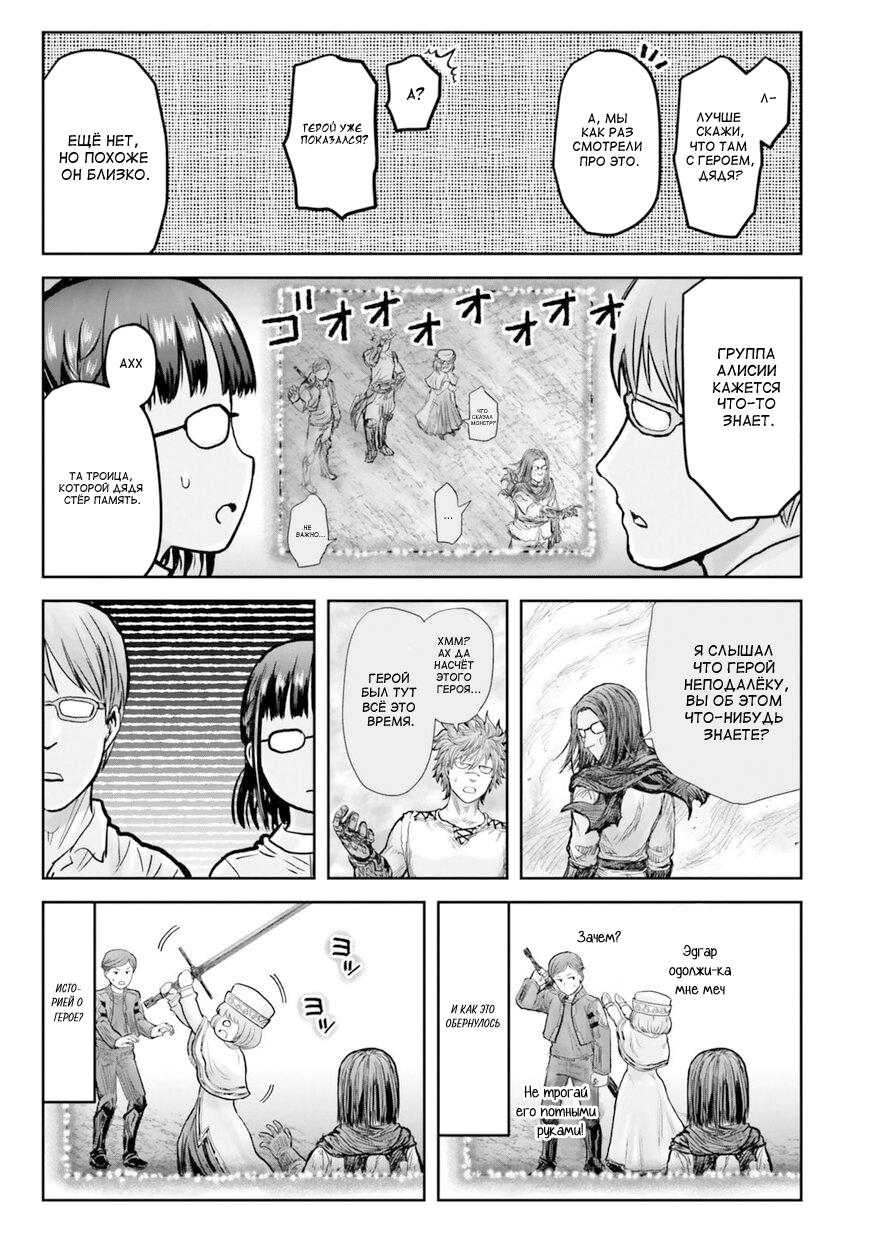 Л-
ЛУЧШЕ
СКАЖИ,
ЧТО ТАМ
С ГЕРОЕМ,
ДЯДЯ?
А, МЫ
КАК РАЗ
СМОТРЕЛИ
ПРО ЭТО.
А?
ГЕРОЙ УЖЕ
ПОКАЗАЛСЯ?
ЕЩЁ НЕТ,
НО ПОХОЖЕ
ОН БЛИЗКО.
ГРУППА
АЛИСИИ
КАЖЕТСЯ
ЧТО-ТО
ЗНАЕТ.
ゴオオオオオオオ
ЧТО
СКАЗАЛ
МОНСТР?
...
НЕ
ВАЖНО...
АХХ
ТА ТРОИЦА,
КОТОРОЙ ДЯДЯ
СТЁР ПАМЯТЬ.
Я СЛЫШАЛ
ЧТО ГЕРОЙ
НЕПОДАЛЁКУ,
ВЫ ОБ ЭТОМ
ЧТО-НИБУДЬ
ЗНАЕТЕ?
ХММ?
АХ ДА
НАСЧЁТ
ЭТОГО
ГЕРОЯ...
ГЕРОЙ
БЫЛ ТУТ
ВСЁ ЭТО
ВРЕМЯ.
Эдгар
одолжи-ка
мне меч
Зачем?
Не трогай
его потными
руками!
И КАК ЭТО
ОБЕРНУЛОСЬ
ヨッ
ヨッ
ИСТО-
РИЕЙ О
ГЕРОЕ?